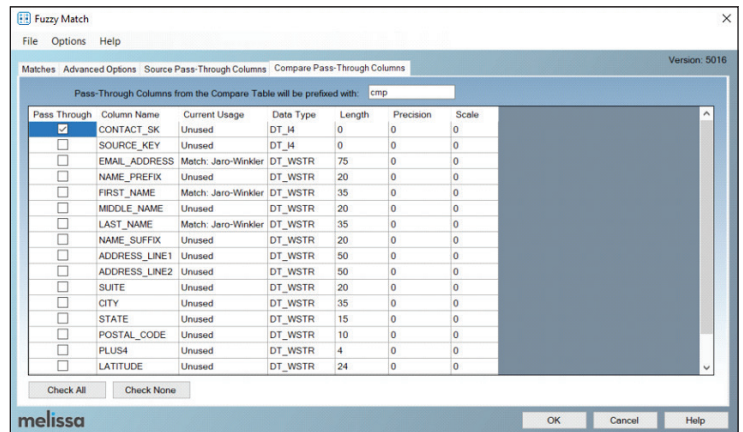 Fuzzy Match
File Options Help
Version: 5016
Matches Advanced Options Source Pass-Through Columns Compare Pass-Through Columns
Pass-Through Columns from the Compare Table will be prefixed with: cmp
Pass Through Column Name Current Usage Data Type Length Precision Scale
CONTACT_SK Unused DT_I4 0 0 0
SOURCE_KEY Unused DT_I4 0 0 0
EMAIL_ADDRESS Match: Jaro-Winkler DT_WSTR 75 0 0
NAME_PREFIX Unused DT_WSTR 20 0 0
FIRST_NAME Match: Jaro-Winkler DT_WSTR 35 0 0
MIDDLE_NAME Unused DT_WSTR 20 0 0
LAST_NAME Match: Jaro-Winkler DT_WSTR 35 0 0
NAME_SUFFIX Unused DT_WSTR 20 0 0
ADDRESS_LINE1 Unused DT_WSTR 50 0 0
ADDRESS_LINE2 Unused DT_WSTR 50 0 0
SUITE Unused DT_WSTR 20 0 0
CITY Unused DT_WSTR 35 0 0
STATE Unused DT_WSTR 15 0 0
POSTAL_CODE Unused DT_WSTR 10 0 0
PLUS4 Unused DT_WSTR 4 0 0
LATITUDE Unused DT_WSTR 24 0 0
Check All Check None
melissa OK Cancel Help